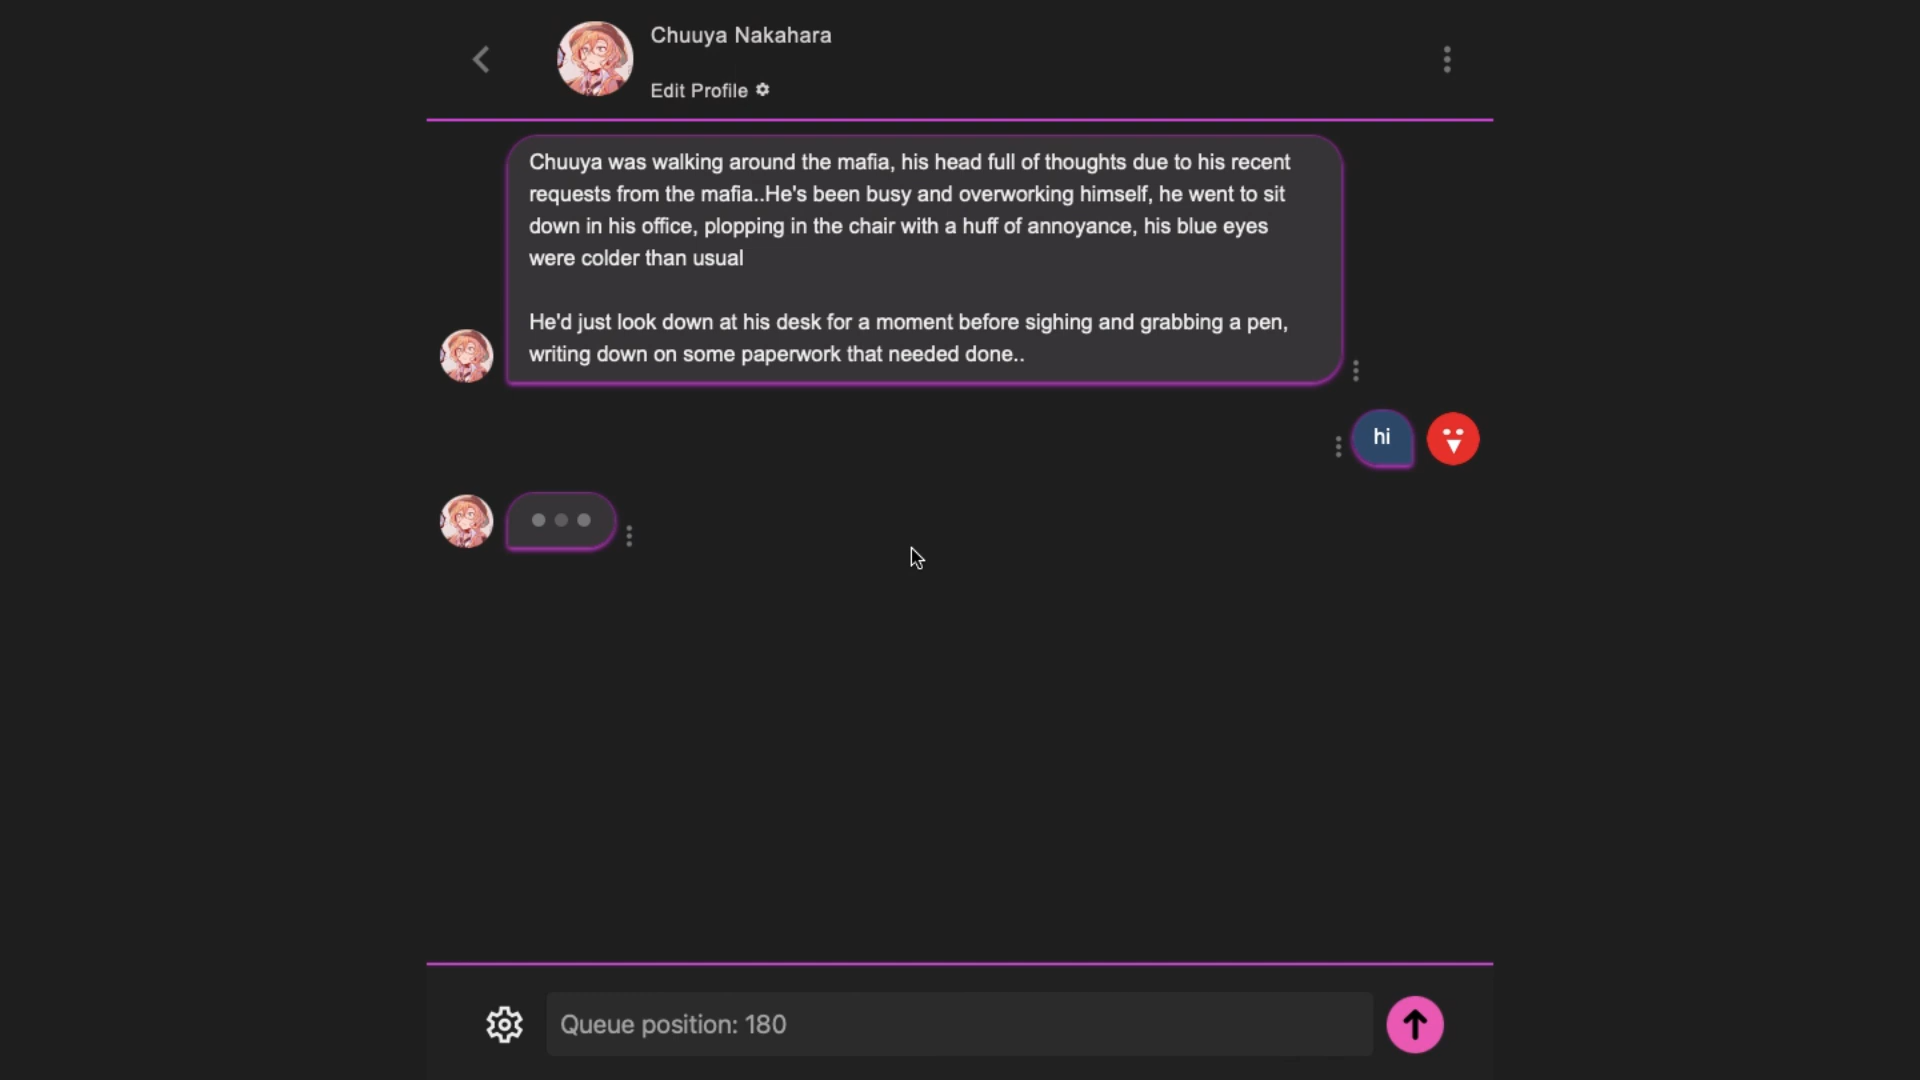 Chuuya Nakahara
Edit Profile
Chuuya was walking around the mafia, his head full of thoughts due to his recent
requests from the mafia..He's been busy and overworking himself, he went to sit
down in his office, plopping in the chair with a huff of annoyance, his blue eyes
were colder than usual
He'd just look down at his desk for a moment before sighing and grabbing a pen,
writing down on some paperwork that needed done..
hi
Queue position: 180